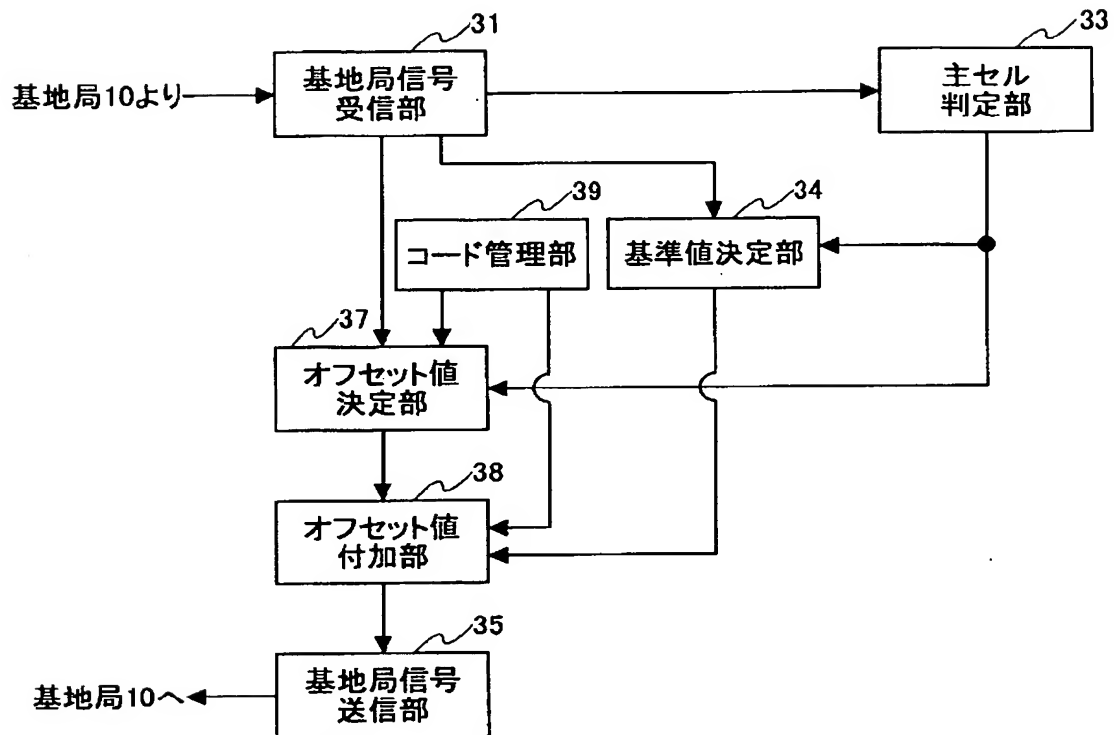 31
33
基地局10より
基地局信号
受信部
主セル
判定部
39
34
コード管理部
基準値決定部
37
オフセット値
決定部
38
オフセット値
付加部
35
基地局10へ
基地局信号
送信部